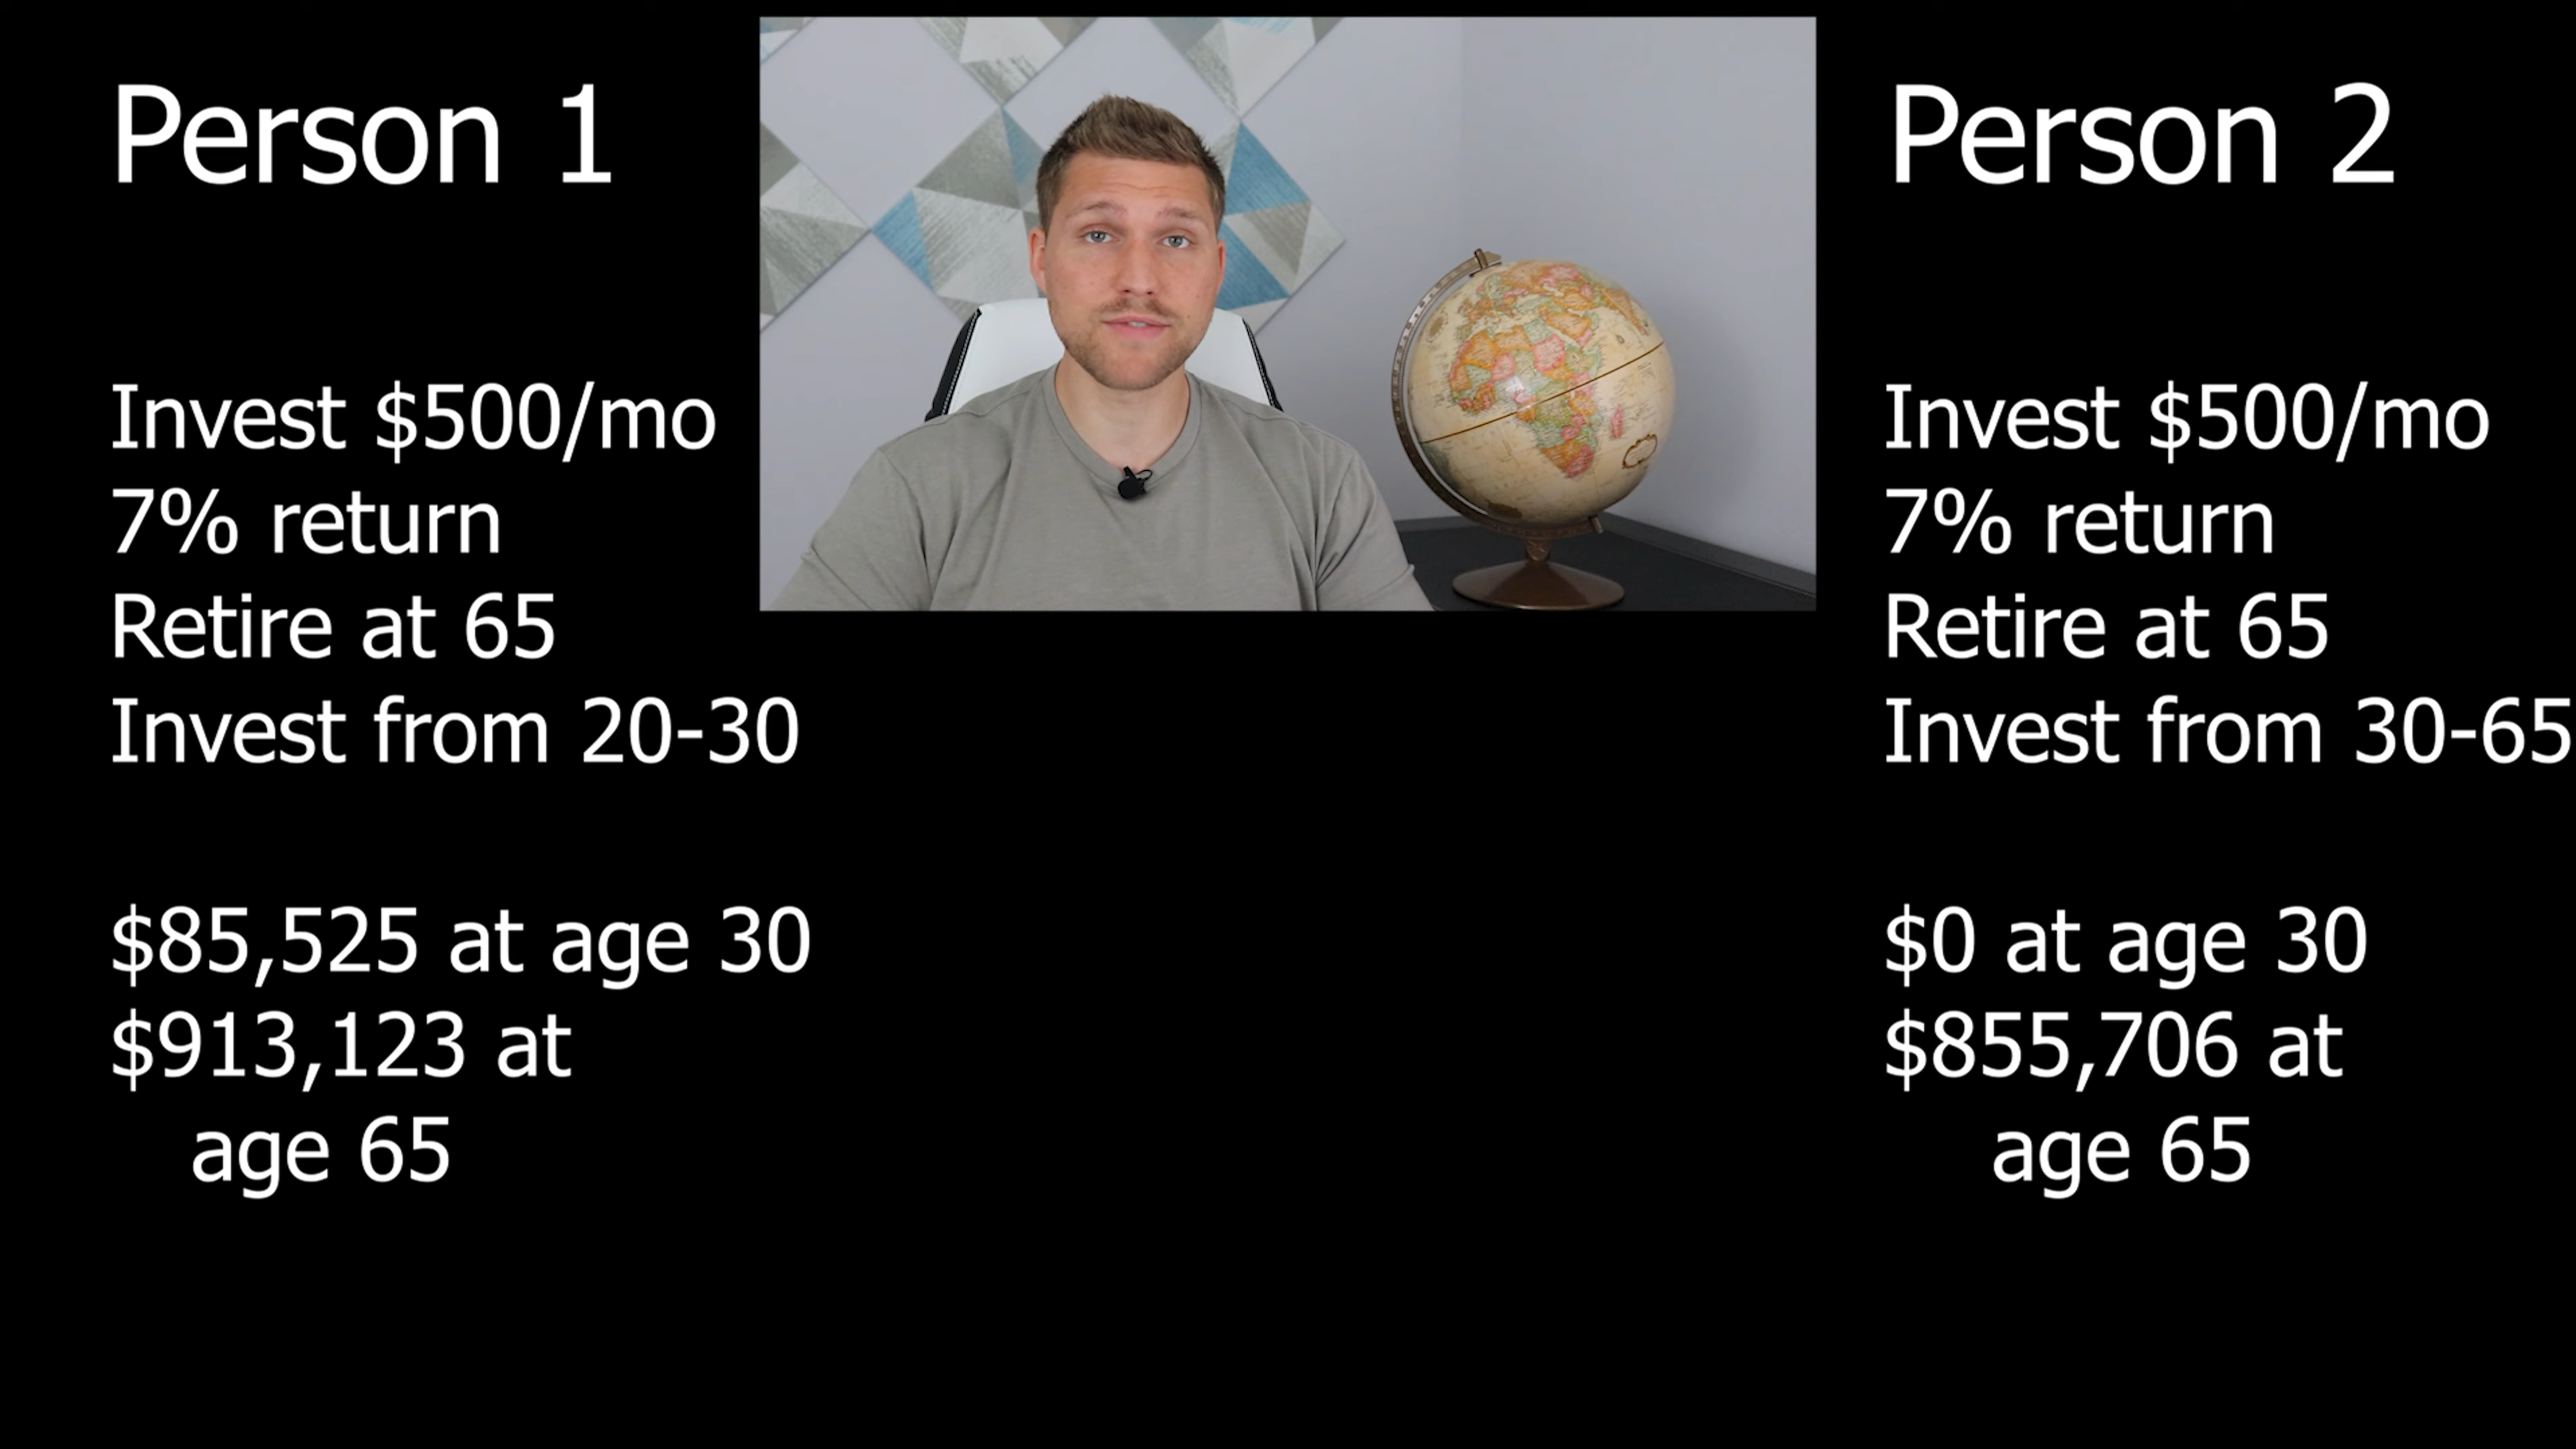 Person 1
Invest $500/mo
7% return
Retire at 65
Invest from 20-30
$85,525 at age 30
$913,123 at
age 65
Person 2
Invest $500/mo
7% return
Retire at 65
Invest from 30-65
$0 at age 30
$855,706 at
age 65